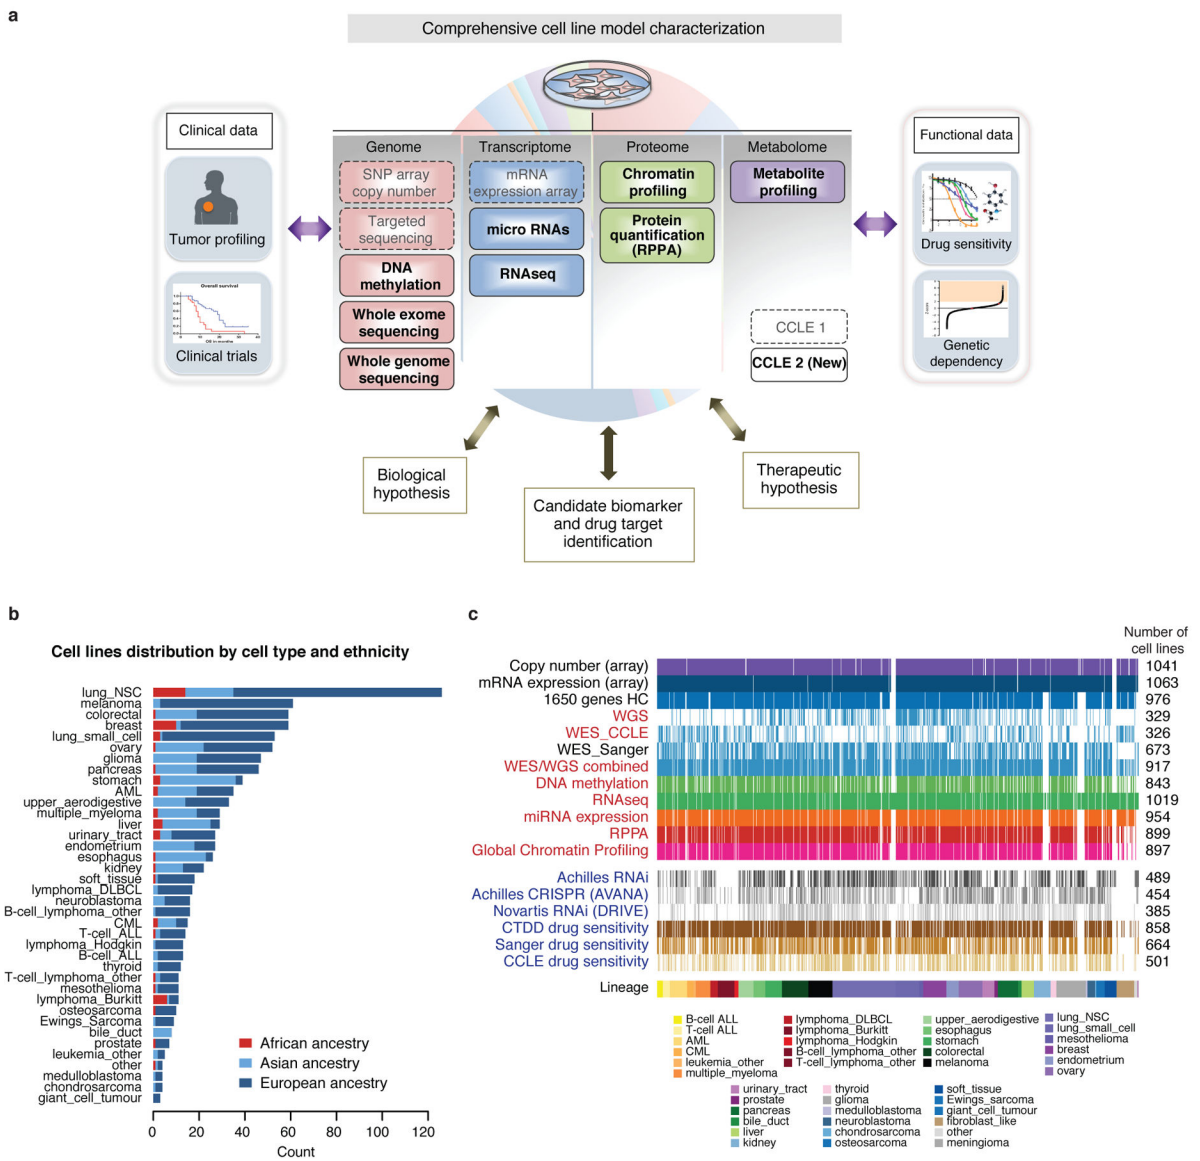 a
Comprehensive cell line model characterization
Clinical data
Tumor profiling
Overall survival
OS in months
Clinical trials
Genome
Transcriptome
Proteome
Metabolome
SNP array
copy number
Targeted
sequencing
DNA
methylation
Whole exome
sequencing
Whole genome
sequencing
mRNA
expression array
micro RNAs
RNAseq
Chromatin
profiling
Protein
quantification
(RPPA)
Metabolite
profiling
CCLE 1
CCLE 2 (New)
Functional data
Drug sensitivity
Genetic
dependency
Biological
hypothesis
Candidate biomarker
and drug target
identification
Therapeutic
hypothesis
b
Cell lines distribution by cell type and ethnicity
lung_NSC
melanoma
colorectal
breast
lung_small_cell
ovary
glioma
pancreas
stomach
AML
upper_aerodigestive
multiple_myeloma
liver
urinary_tract
endometrium
esophagus
kidney
soft_tissue
lymphoma_DLBCL
neuroblastoma
B-cell_lymphoma_other
CML
T-cell_ALL
lymphoma_Hodgkin
B-cell_ALL
thyroid
T-cell_lymphoma_other
mesothelioma
lymphoma_Burkitt
osteosarcoma
Ewings_Sarcoma
bile_duct
prostate
leukemia_other
other
medulloblastoma
chondrosarcoma
giant_cell_tumour
African ancestry
Asian ancestry
European ancestry
0 20 40 60 80 100 120
Count
c
Number of
cell lines
Copy number (array) 1041
mRNA expression (array) 1063
1650 genes HC 976
WGS 329
WES_CCLE 326
WES_Sanger 673
WES/WGS combined 917
DNA methylation 843
RNAseq 1019
miRNA expression 954
RPPA 899
Global Chromatin Profiling 897
Achilles RNAi 489
Achilles CRISPR (AVANA) 454
Novartis RNAi (DRIVE) 385
CTDD drug sensitivity 858
Sanger drug sensitivity 664
CCLE drug sensitivity 501
Lineage
B-cell ALL
T-cell ALL
AML
CML
leukemia_other
multiple_myeloma
lymphoma_DLBCL
lymphoma_Burkitt
lymphoma_Hodgkin
B-cell_lymphoma_other
T-cell_lymphoma_other
upper_aerodigestive
esophagus
stomach
colorectal
melanoma
lung_NSC
lung_small_cell
mesothelioma
breast
endometrium
ovary
urinary_tract
prostate
pancreas
bile_duct
liver
kidney
thyroid
glioma
medulloblastoma
neuroblastoma
chondrosarcoma
osteosarcoma
soft_tissue
Ewings_sarcoma
giant_cell_tumour
fibroblast_like
other
meningioma